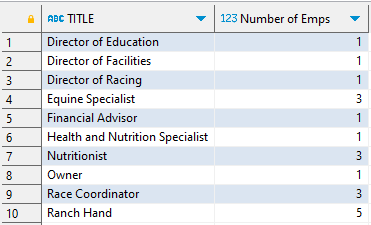 ABC TITLE 123 Number of Emps
1 Director of Education 1
2 Director of Facilities 1
3 Director of Racing 1
4 Equine Specialist 3
5 Financial Advisor 1
6 Health and Nutrition Specialist 1
7 Nutritionist 3
8 Owner 1
9 Race Coordinator 3
10 Ranch Hand 5